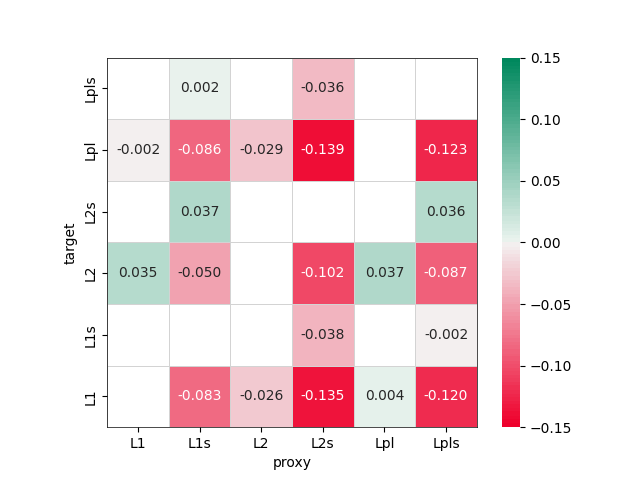 Lpls 0.002 -0.036
Lpl -0.002 -0.086 -0.029 -0.139 -0.123
L2s 0.037 0.036
L2 0.035 -0.050 -0.102 0.037 -0.087
L1s -0.038 -0.002
L1 -0.083 -0.026 -0.135 0.004 -0.120
L1 L1s L2 L2s Lpl Lpls
proxy
target
0.15
0.10
0.05
0.00
−0.05
−0.10
−0.15